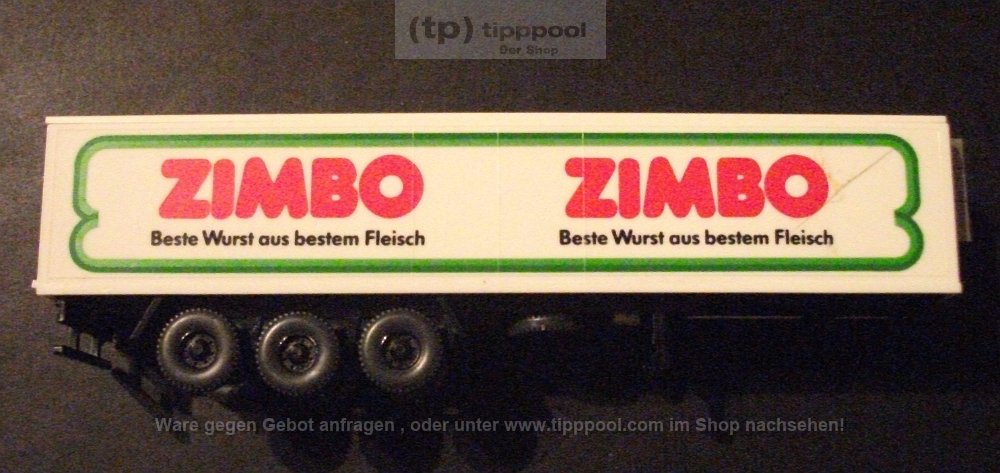 (tp) tipppool
Der Shop
ZIMBO ZIMBO
Beste Wurst aus bestem Fleisch Beste Wurst aus bestem Fleisch
Ware gegen Gebot anfragen , oder unter www.tipppool.com im Shop nachsehen!